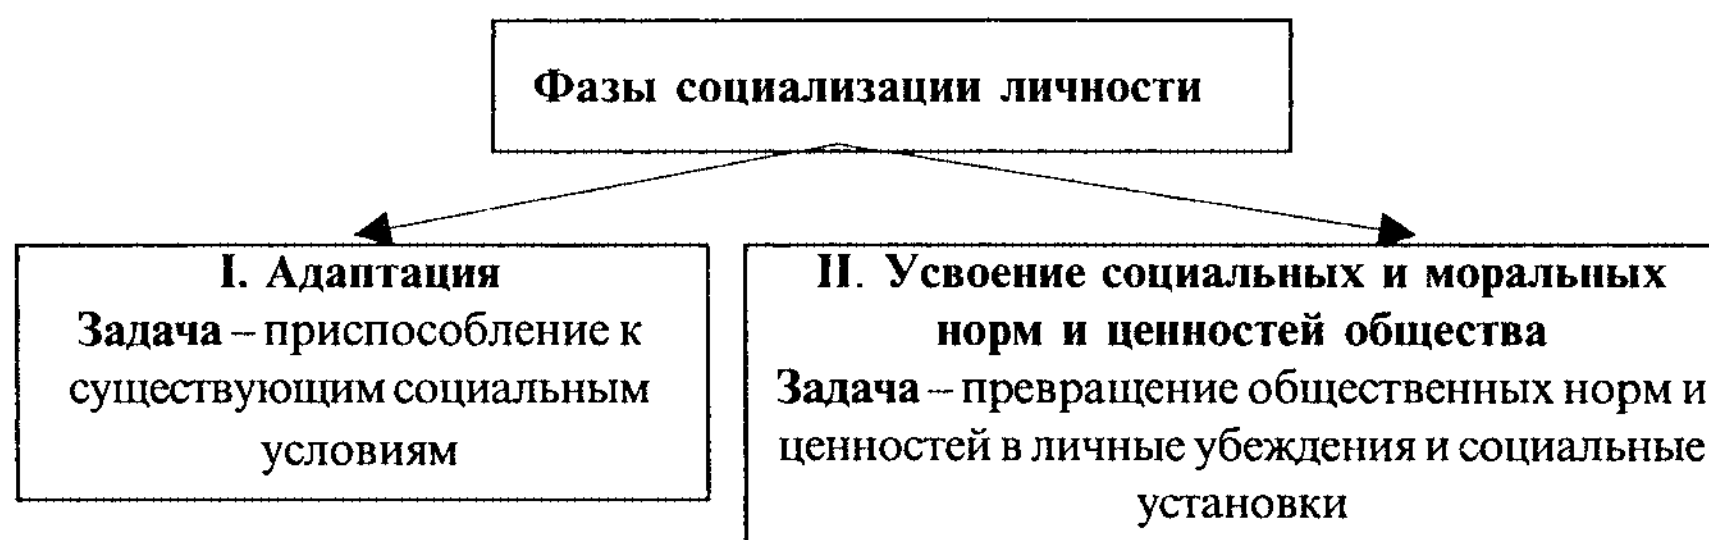 Фазы социализации личности
I. Адаптация
Задача – приспособление к
существующим социальным
условиям
II. Усвоение социальных и моральных
норм и ценностей общества
Задача – превращение общественных норм и
ценностей в личные убеждения и социальные
установки